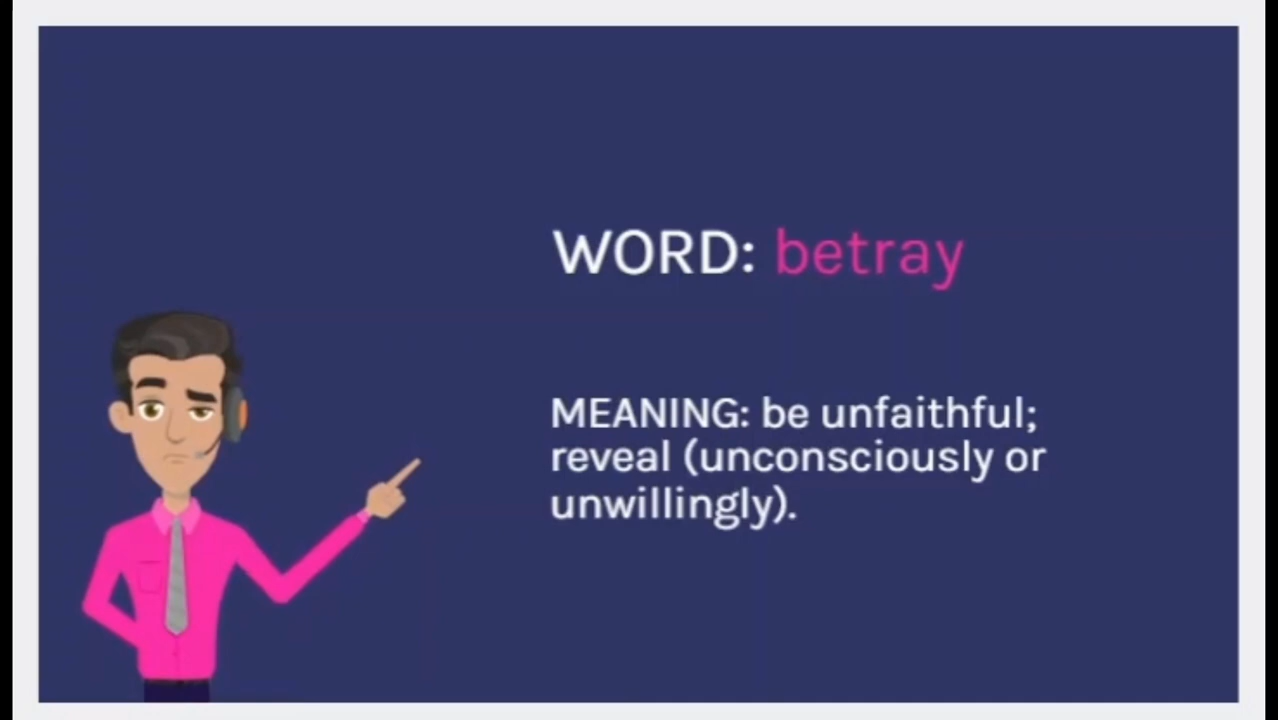 WORD: betray
MEANING: be unfaithful;
reveal (unconsciously or
unwillingly).